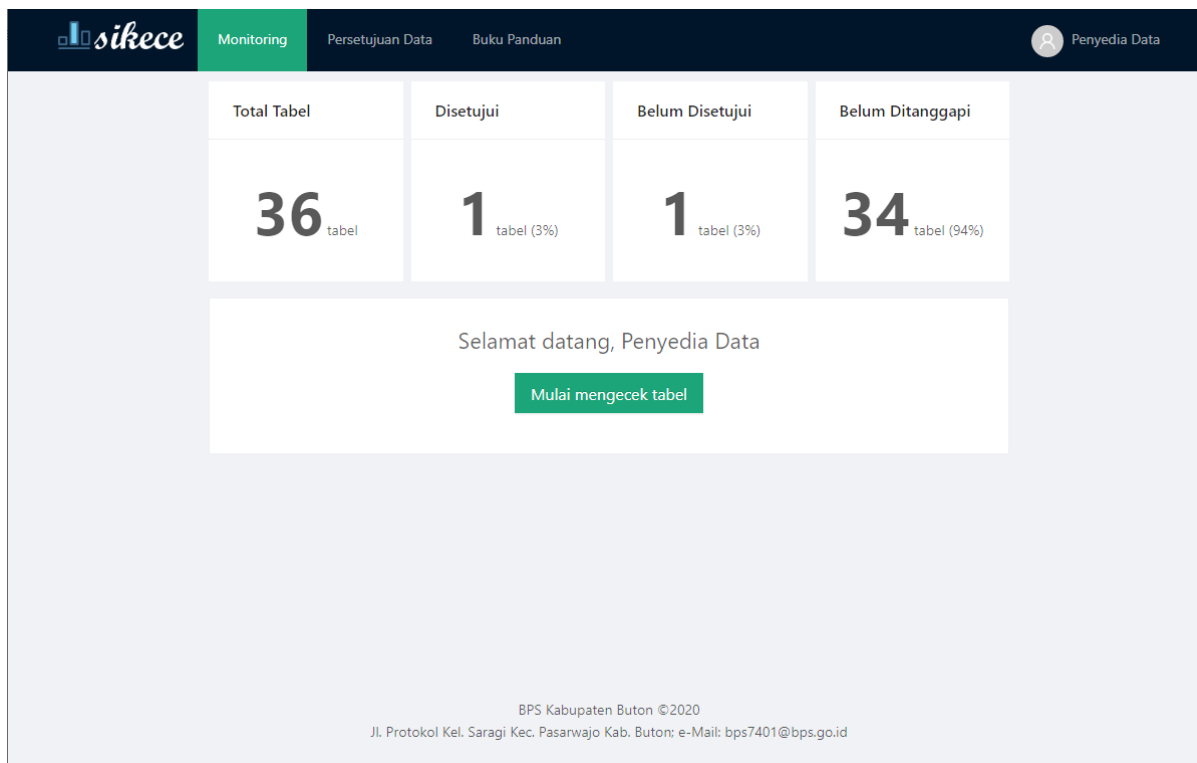 sikece Monitoring Persetujuan Data Buku Panduan Penyedia Data
Total Tabel Disetujui Belum Disetujui Belum Ditanggapi
36 tabel 1 tabel (3%) 1 tabel (3%) 34 tabel (94%)
Selamat datang, Penyedia Data
Mulai mengecek tabel
BPS Kabupaten Buton ©2020
Jl. Protokol Kel. Saragi Kec. Pasarwajo Kab. Buton; e-Mail: bps7401@bps.go.id